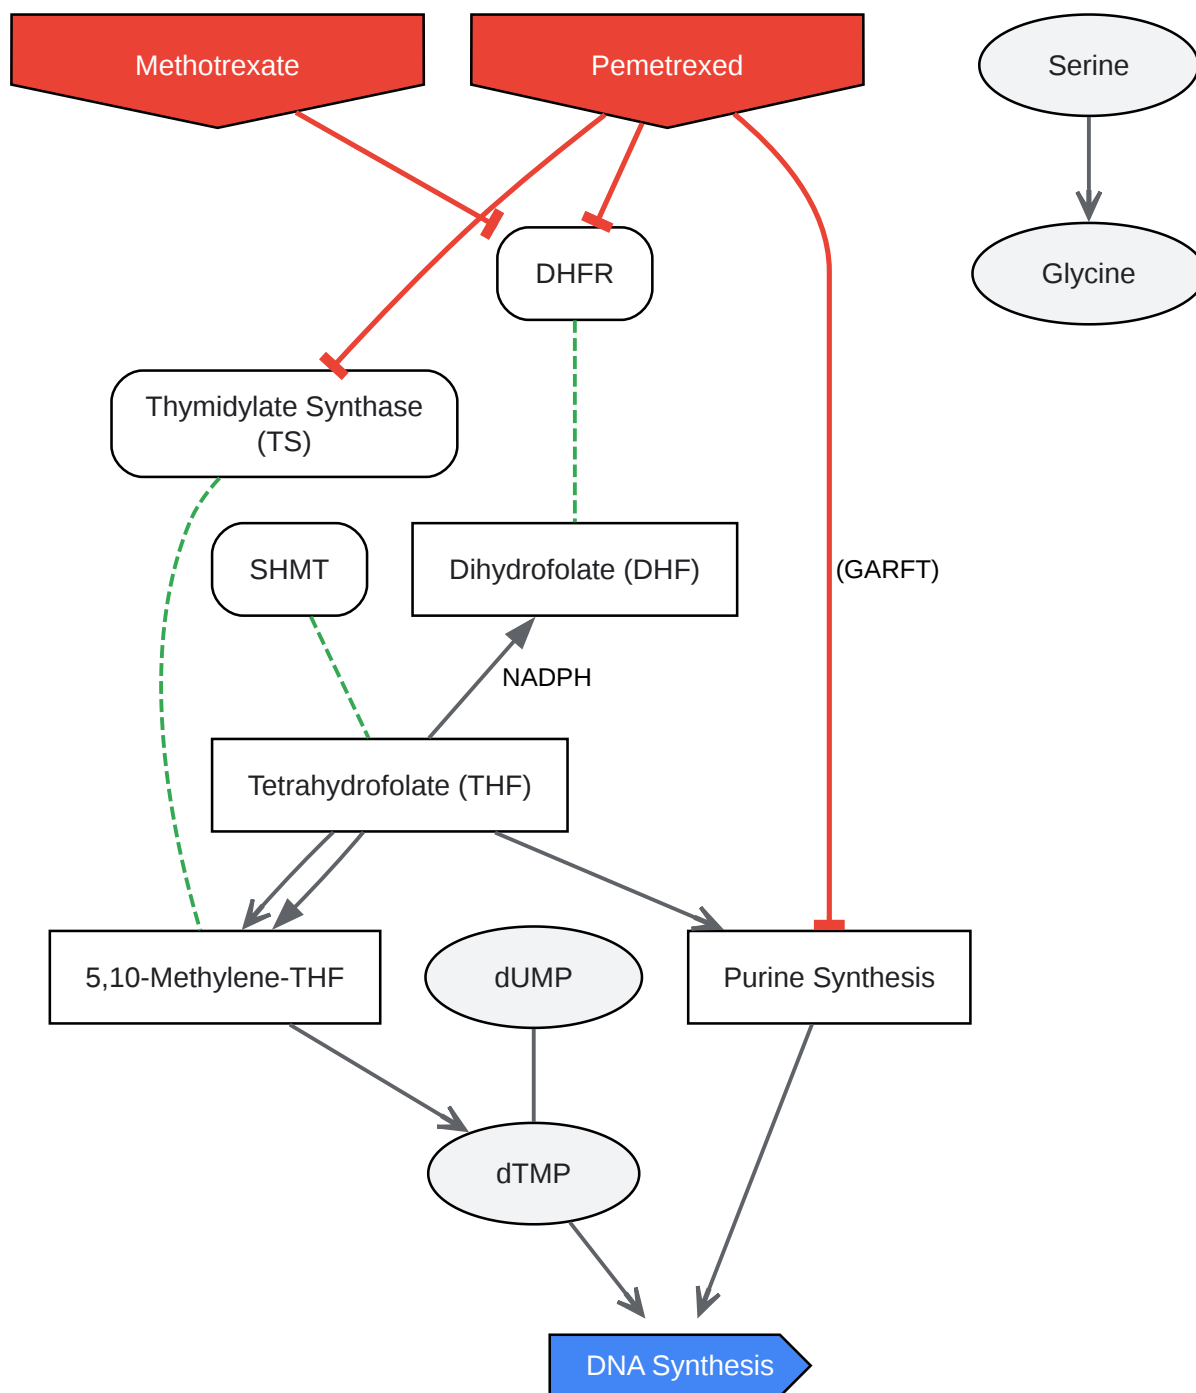 Methotrexate
Pemetrexed
Serine
DHFR
Glycine
Thymidylate Synthase
(TS)
SHMT
Dihydrofolate (DHF)
(GARFT)
NADPH
Tetrahydrofolate (THF)
5,10-Methylene-THF
dUMP
Purine Synthesis
dTMP
DNA Synthesis